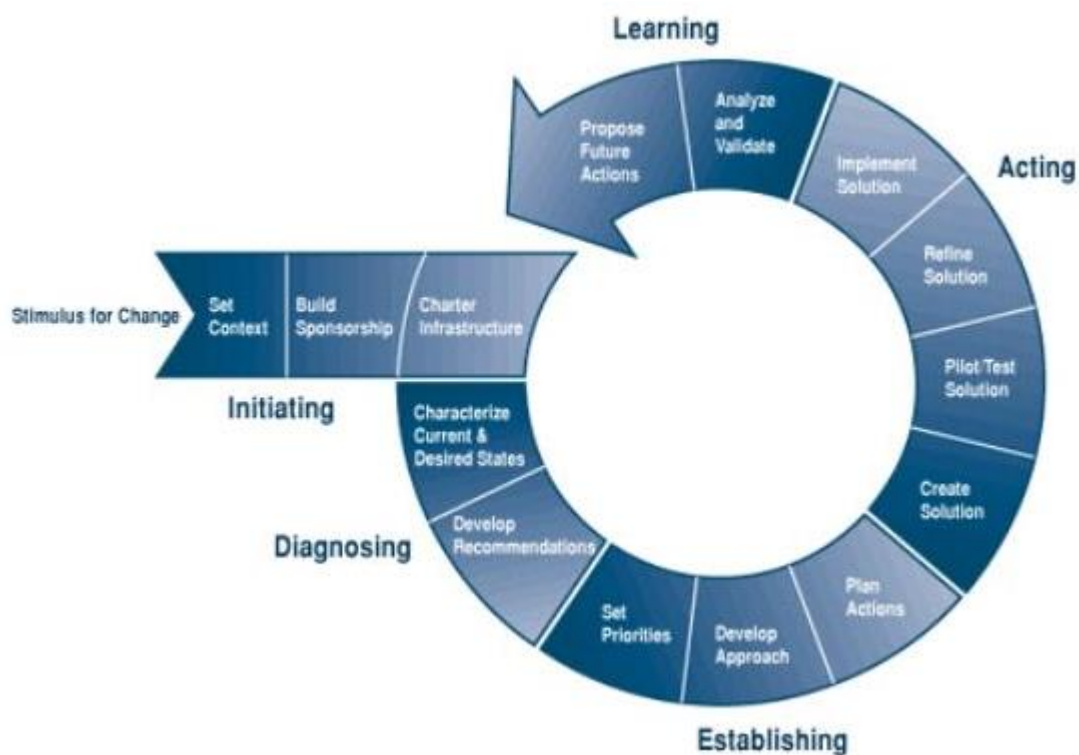 Learning
Analyze
and
Validate
Propose
Future
Actions
Implement
Solution
Acting
Refine
Solution
Stimulus for Change
Set
Context
Build
Sponsorship
Charter
Infrastructure
Pilot/Test
Solution
Initiating
Characterize
Current &
Desired States
Create
Solution
Diagnosing
Develop
Recommendations
Plan
Actions
Set
Priorities
Develop
Approach
Establishing